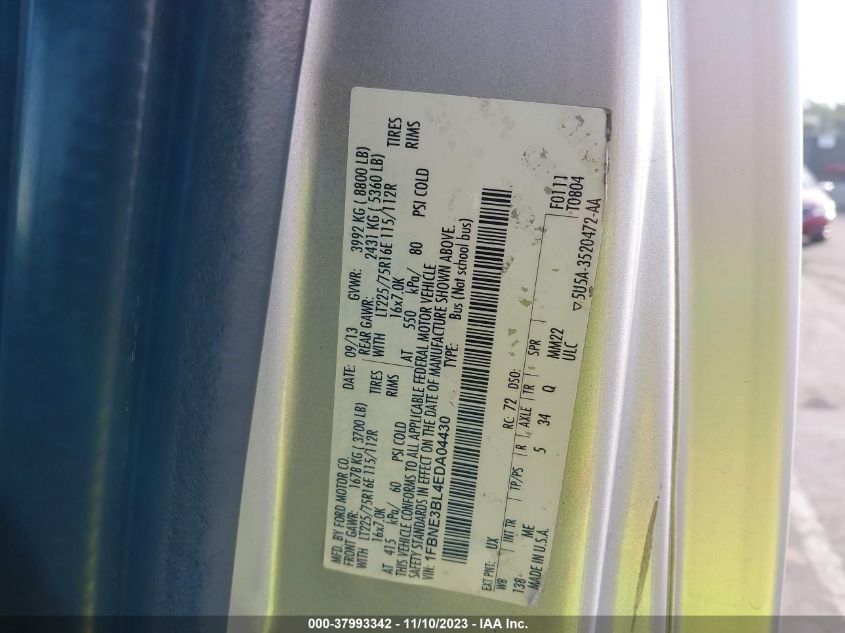 MFD. BY FORD MOTOR CO.
DATE: 09/13 GVWR: 3992 KG ( 8800 LB)
FRONT GAWR: 1678 KG ( 3700 LB) REAR GAWR: 2431 KG ( 5360 LB)
WITH LT225/75R16E 115/112R TIRES WITH LT225/75R16E 115/112R TIRES
16x7.0K RIMS 16x7.0K RIMS
AT 415 kPa/ 60 PSI COLD AT 550 kPa/ 80 PSI COLD
THIS VEHICLE CONFORMS TO ALL APPLICABLE FEDERAL MOTOR VEHICLE
SAFETY STANDARDS IN EFFECT ON THE DATE OF MANUFACTURE SHOWN ABOVE.
VIN: 1FBNVE3BL4EDA04430 TYPE: Bus (Not school bus)
EXT PNT: UX RC: 72 DSO:
WB INT TR TP/PS R AXLE TR SPR
138 ME 5 34 Q MM22 F0111
MADE IN U.S.A. ULC T0804
5U5A-3520472-AA
000-37993342 - 11/10/2023 - IAA Inc.